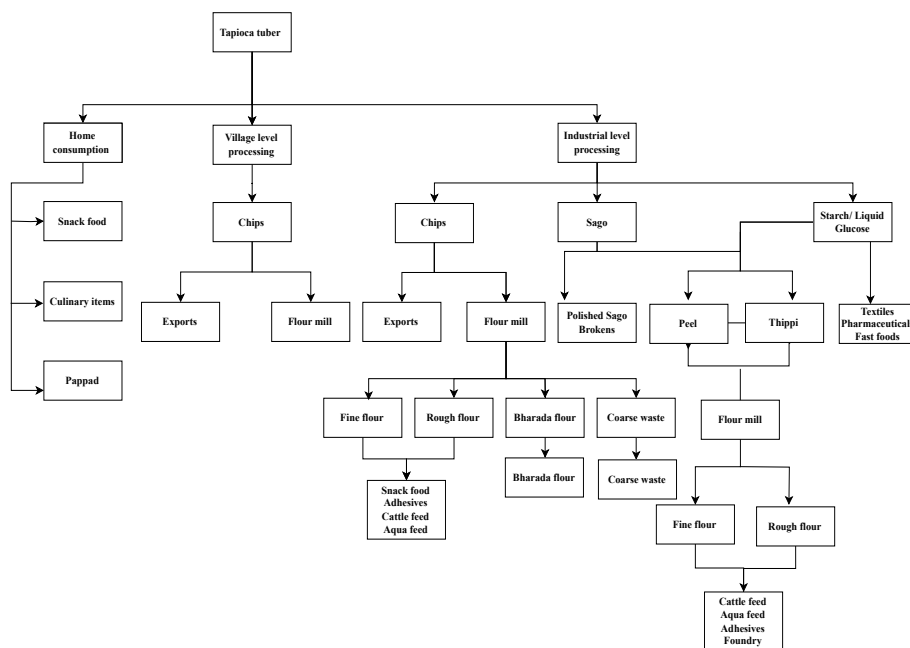 Tapioca tuber
Home
consumption
Village level
processing
Industrial level
processing
Snack food
Chips
Chips
Sago
Starch/ Liquid
Glucose
Culinary items
Exports
Flour mill
Exports
Flour mill
Polished Sago
Brokens
Peel
Thippi
Textiles
Pharmaceutical
Fast foods
Pappad
Fine flour
Rough flour
Bharada flour
Coarse waste
Flour mill
Snack food
Adhesives
Cattle feed
Aqua feed
Bharada flour
Coarse waste
Fine flour
Rough flour
Cattle feed
Aqua feed
Adhesives
Foundry